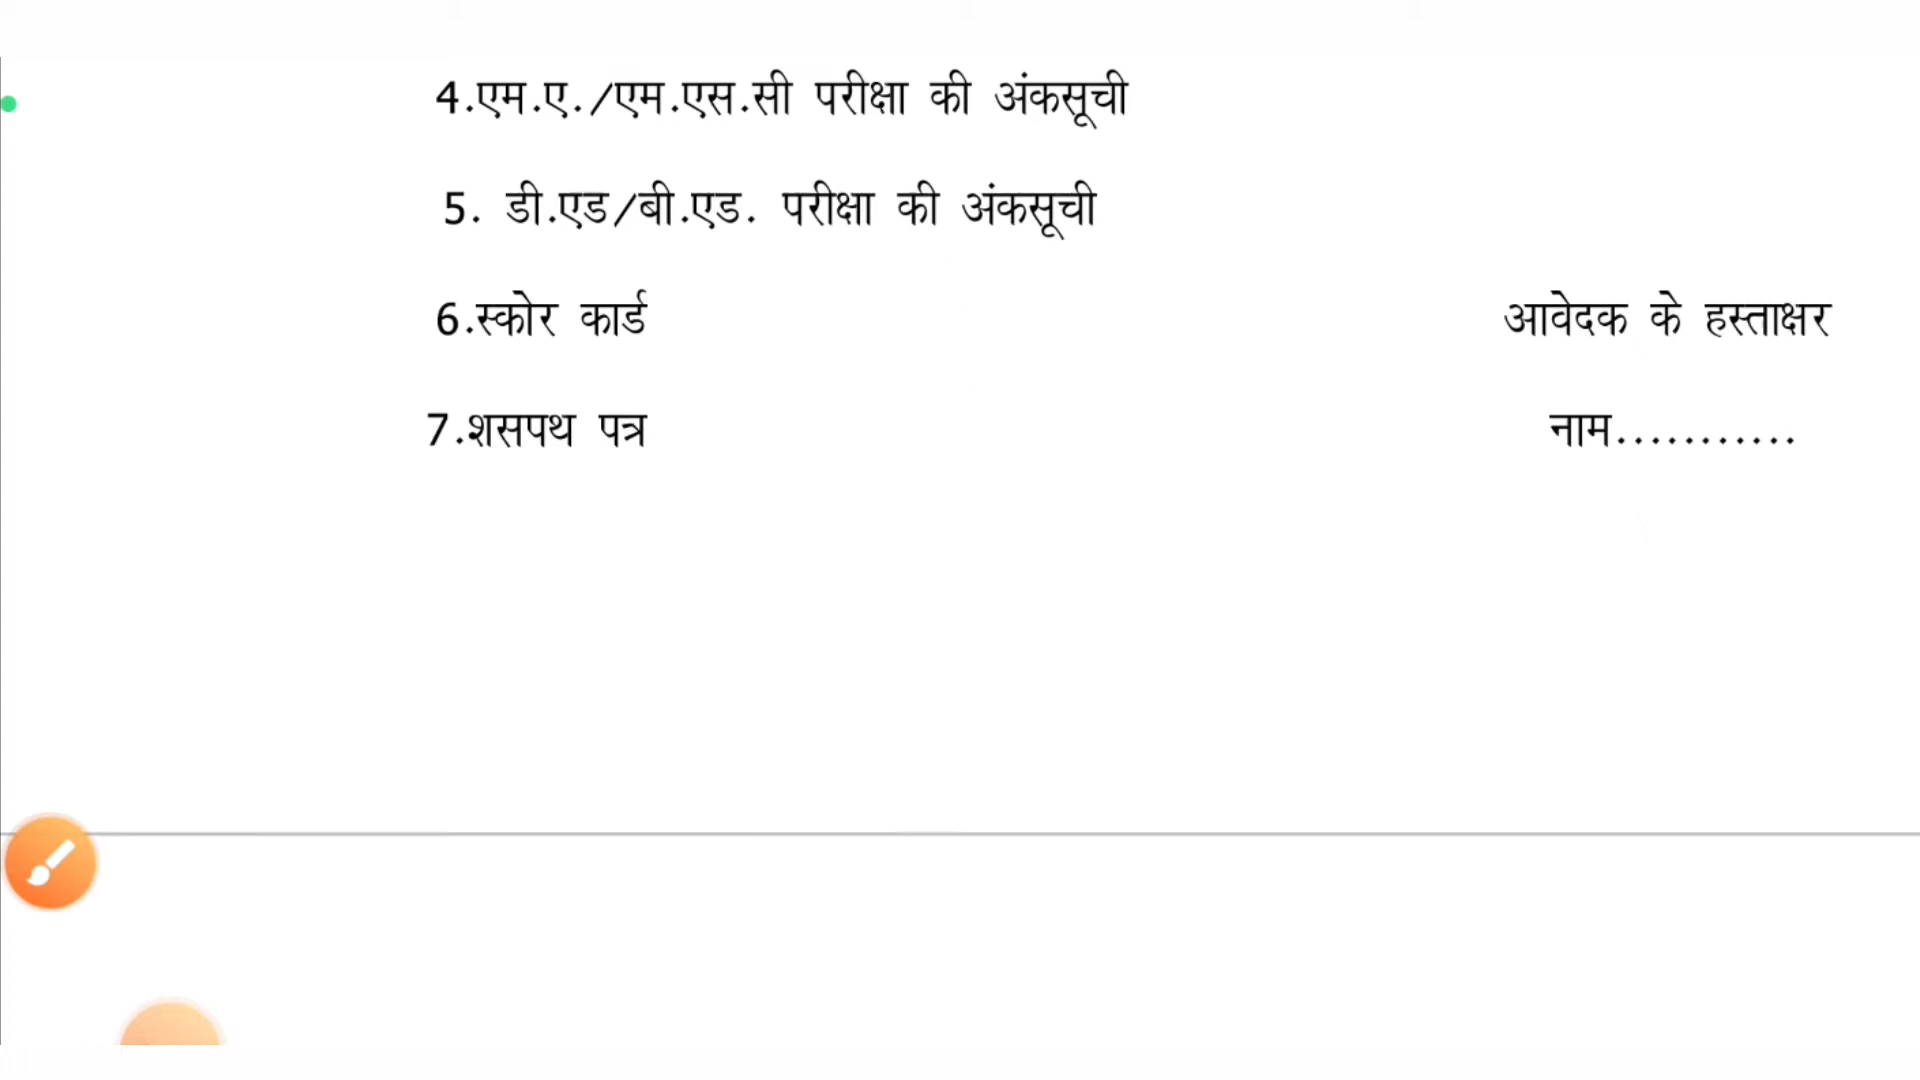 4.एम.ए./एम.एस.सी परीक्षा की अंकसूची
5. डी.एड/बी.एड. परीक्षा की अंकसूची
6.स्कोर कार्ड आवेदक के हस्ताक्षर
7.शसपथ पत्र नाम...........